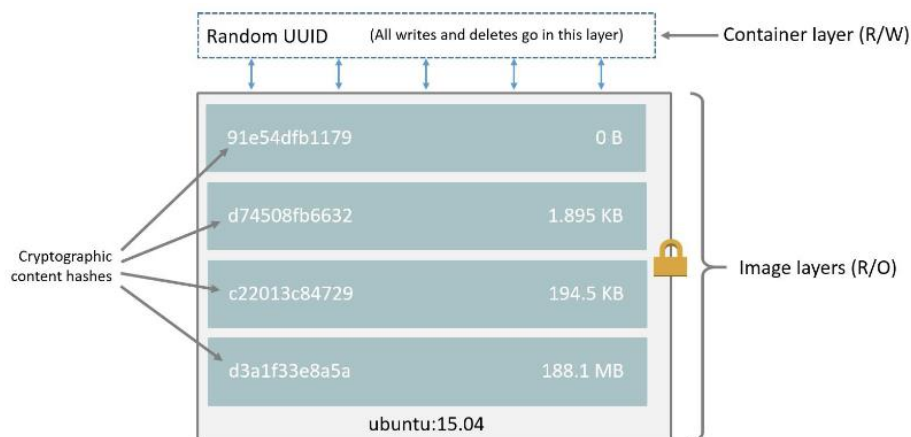 Random UUID (All writes and deletes go in this layer)
Container layer (R/W)
91e54dfb1179 0 B
d74508fb6632 1.895 KB
Cryptographic
content hashes
c22013c84729 194.5 KB
Image layers (R/O)
d3a1f33e8a5a 188.1 MB
ubuntu:15.04